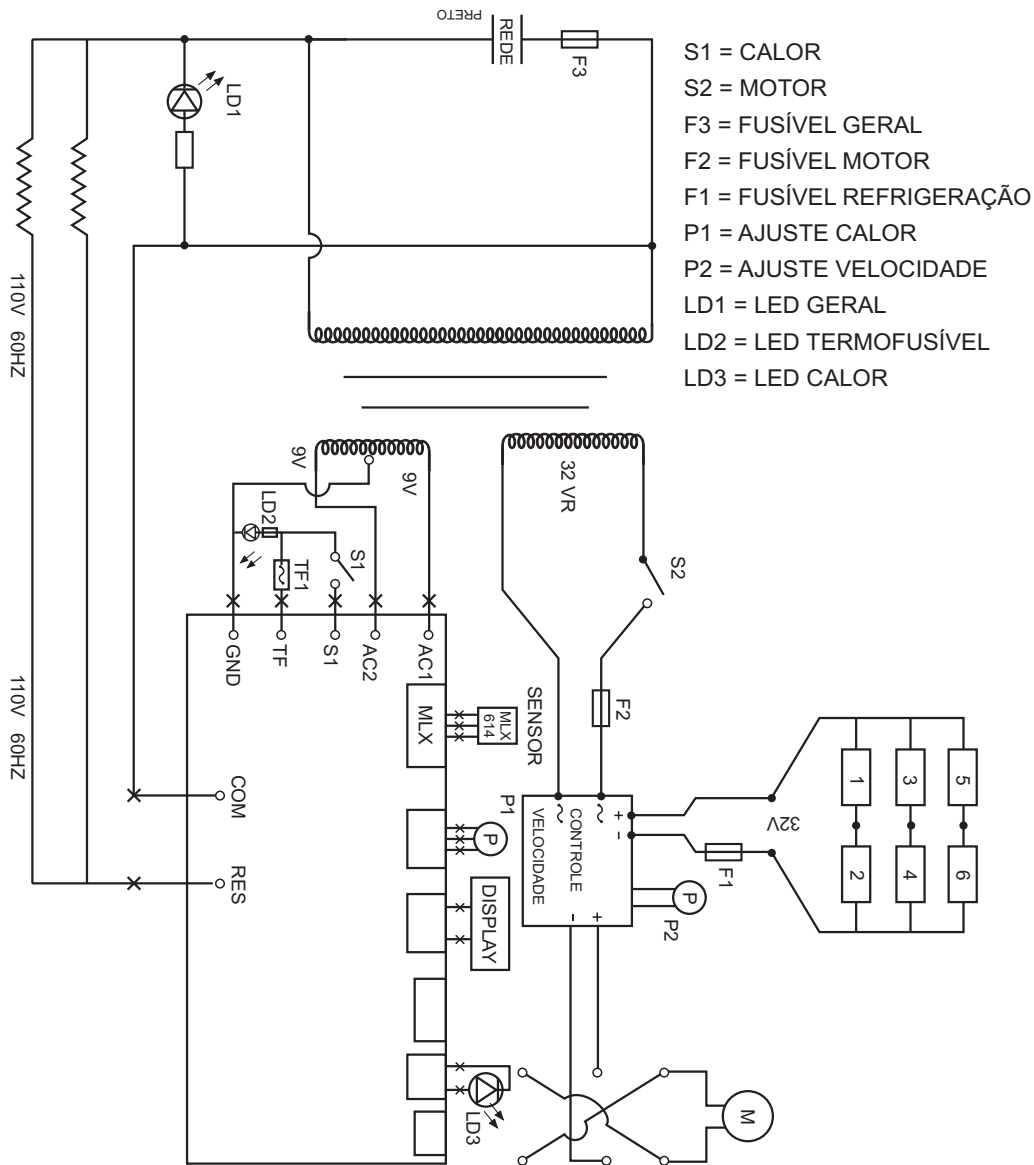 PRETO
REDE
F3
LD1
S1 = CALOR
S2 = MOTOR
F3 = FUSÍVEL GERAL
F2 = FUSÍVEL MOTOR
F1 = FUSÍVEL REFRIGERAÇÃO
P1 = AJUSTE CALOR
P2 = AJUSTE VELOCIDADE
LD1 = LED GERAL
LD2 = LED TERMOFUSÍVEL
LD3 = LED CALOR
110V 60HZ
9V
9V
32 VR
LD2
TF1
S1
S2
GND
TF
S1
AC2
AC1
110V 60HZ
MLX
MLX
614
SENSOR
F2
COM
RES
P1
P
CONTROLE
VELOCIDADE
~
~
+
-
-
+
P
P2
F1
32V
1
3
5
2
4
6
DISPLAY
LD3
M